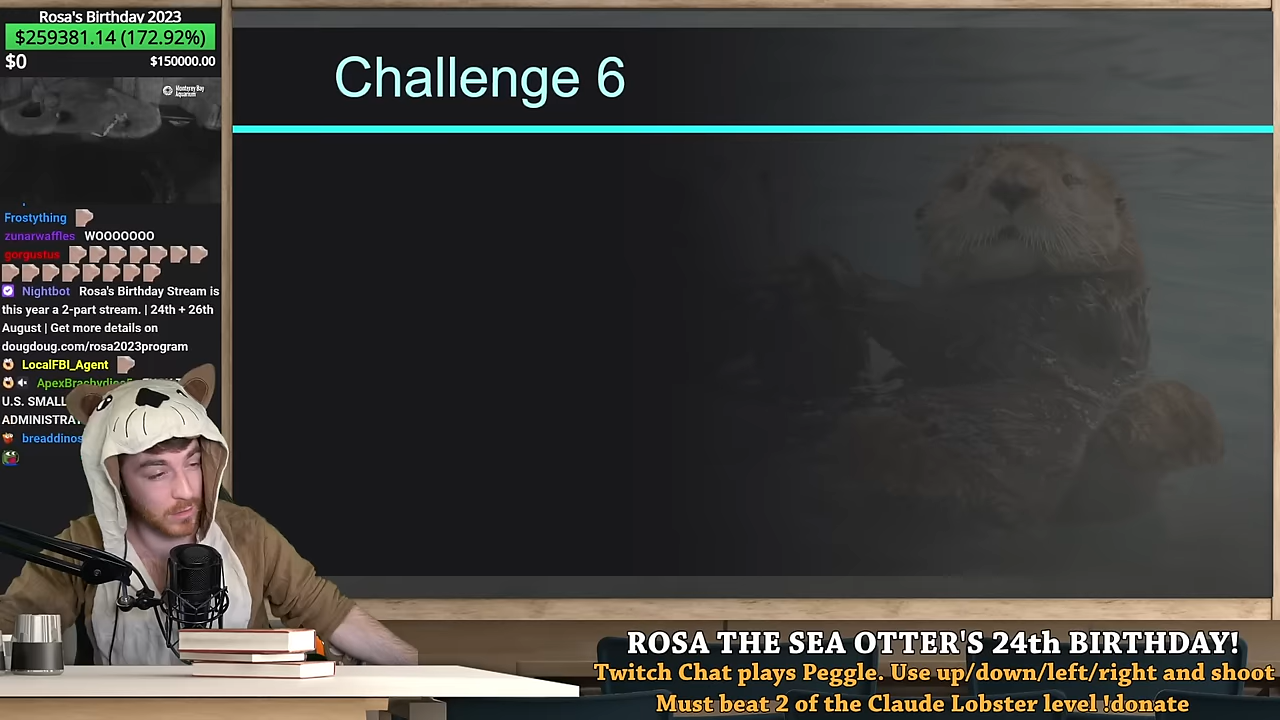 Rosa's Birthday 2023
$259381.14 (172.92%)
$0 $150000.00
Monterey Bay
Aquarium
Challenge 6
Frostything
zunarwaffles WOOOOOOO
gorgustus
Nightbot Rosa's Birthday Stream is
this year a 2-part stream. | 24th + 26th
August | Get more details on
dougdoug.com/rosa2023program
LocalFBI_Agent
U.S. SMALL
breaddinos
ROSA THE SEA OTTER'S 24th BIRTHDAY!
Twitch Chat plays Peggle. Use up/down/left/right and shoot
Must beat 2 of the Claude Lobster level !donate